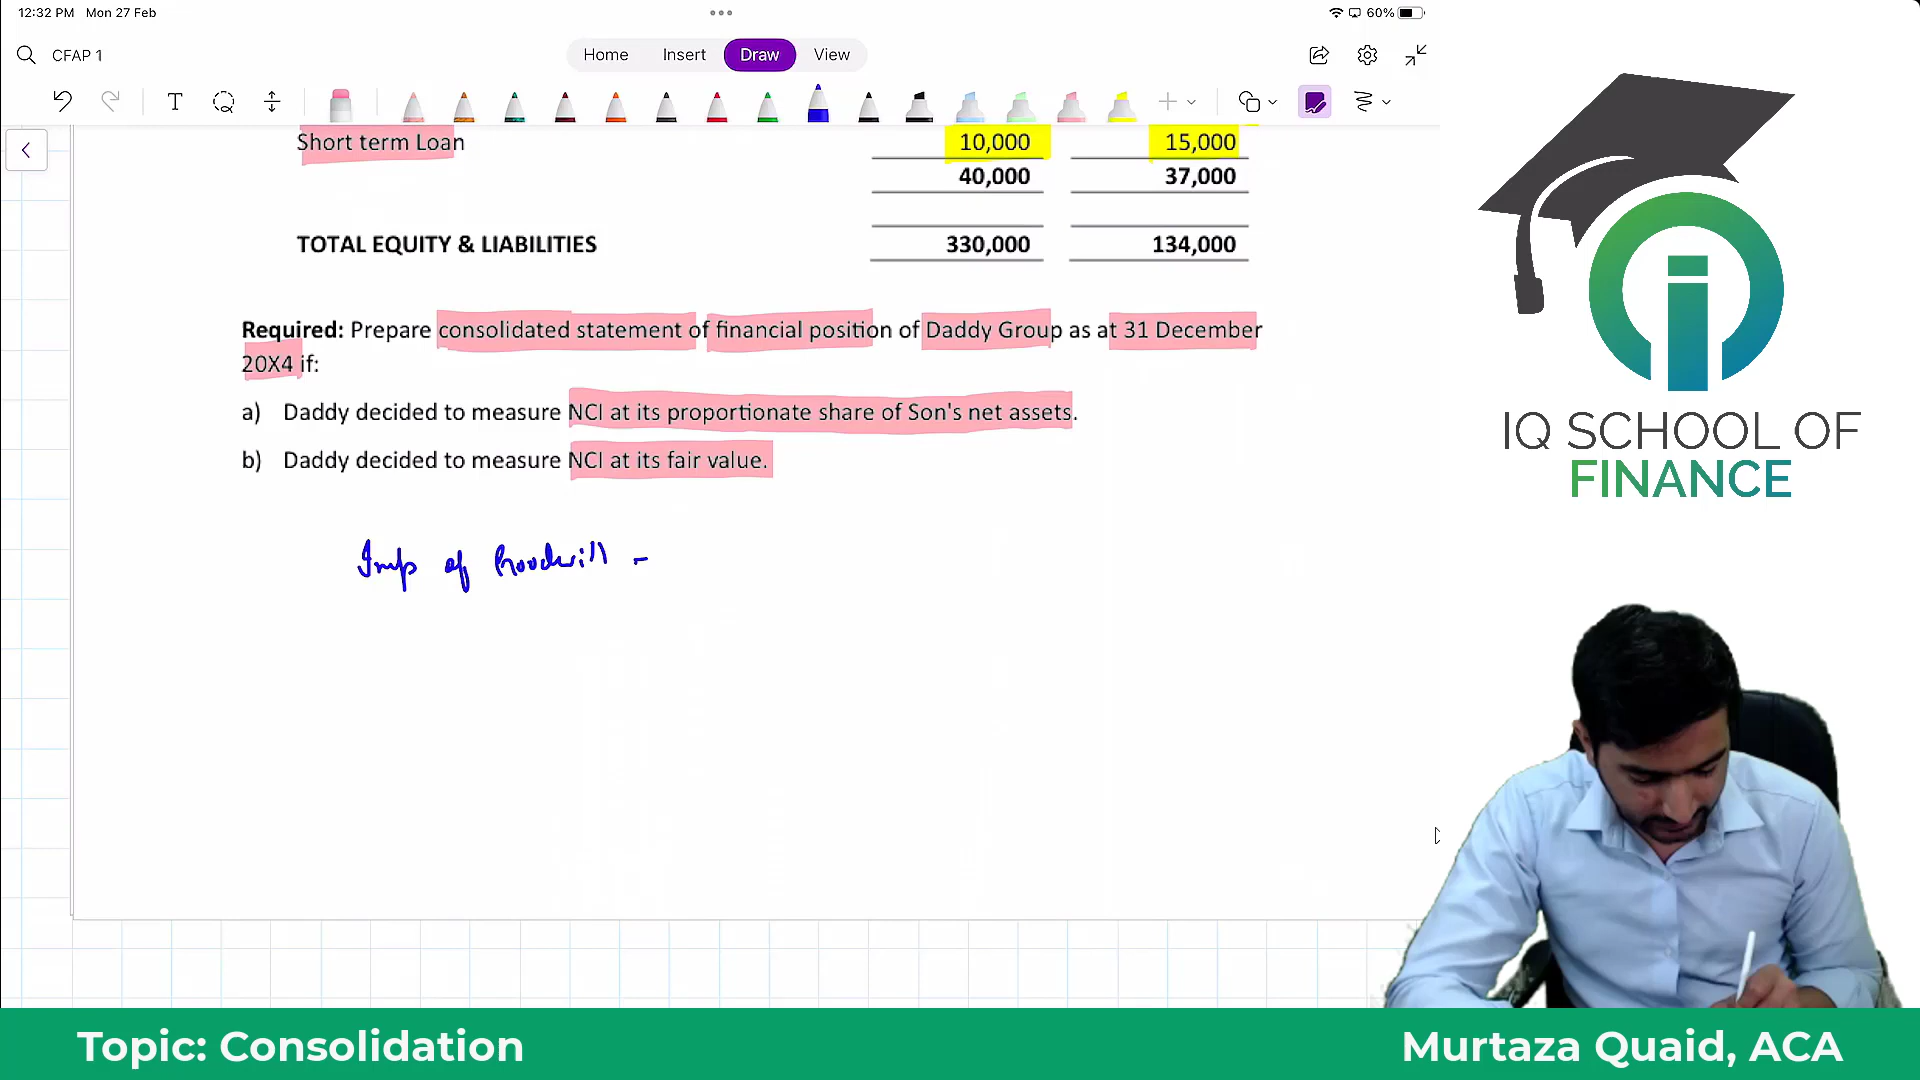 12:32 PM Mon 27 Feb
60%
CFAP 1
Home Insert Draw View
T
Short term Loan 10,000 15,000
40,000 37,000
TOTAL EQUITY & LIABILITIES 330,000 134,000
Required: Prepare consolidated statement of financial position of Daddy Group as at 31 December
20X4 if:
a) Daddy decided to measure NCI at its proportionate share of Son's net assets.
b) Daddy decided to measure NCI at its fair value.
Imp of Goodwill -
IQ SCHOOL OF
FINANCE
Topic: Consolidation
Murtaza Quaid, ACA